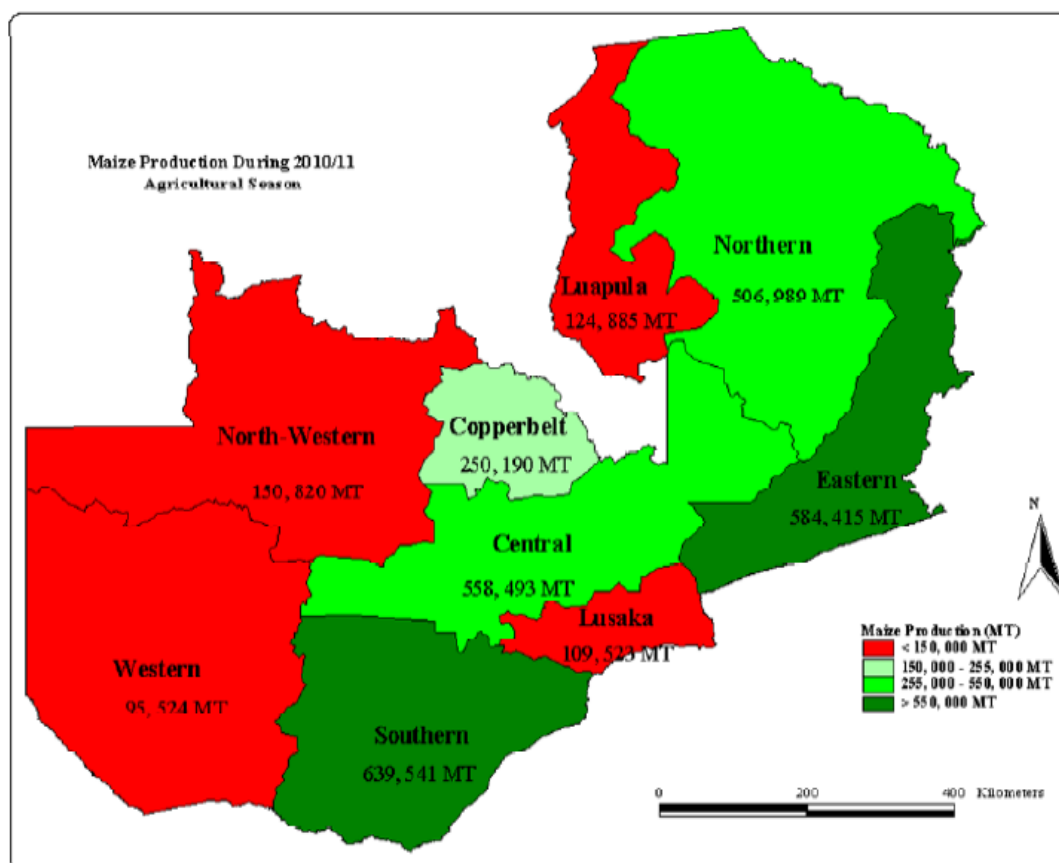 Maize Production During 2010/11
Agricultural Season
Northern
506, 989 MT
Luapula
124, 885 MT
North-Western
150, 820 MT
Copperbelt
250, 190 MT
Eastern
584, 415 MT
Central
558, 493 MT
Lusaka
109, 523 MT
Western
95, 524 MT
Southern
639, 541 MT
N
Maize Production (MT)
< 150, 000 MT
150, 000 - 255, 000 MT
255, 000 - 550, 000 MT
> 550, 000 MT
0 200 400 Kilometers